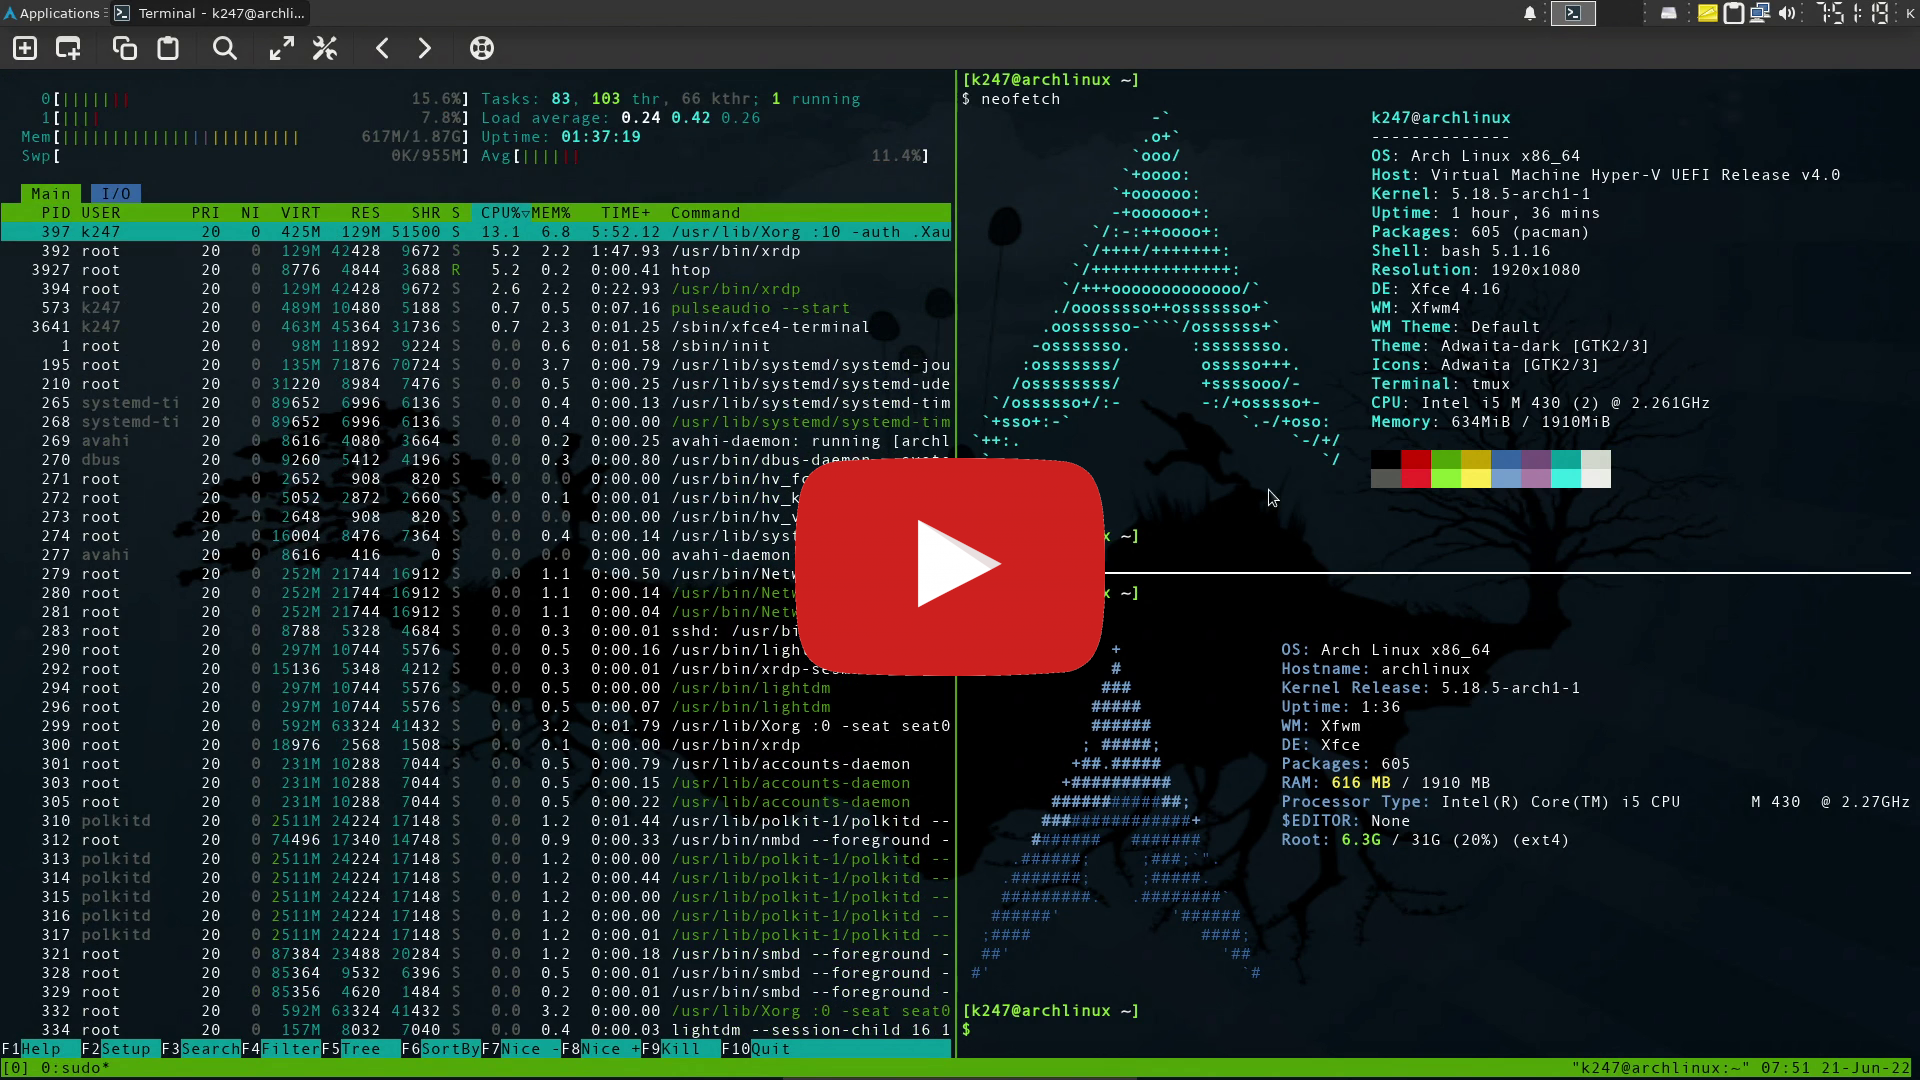 Applications
Terminal - k247@archli...
7:51:19
K
0[|||||||| 15.6%]
1[|||| 7.8%]
Mem[ 617M/1.87G]
Swp[ 0K/955M]
Tasks: 83, 103 thr, 66 kthr; 1 running
Load average: 0.24 0.42 0.26
Uptime: 01:37:19
Avg[ 11.4%]
Main I/O
PID USER PRI NI VIRT RES SHR S CPU%▽MEM% TIME+ Command
397 k247 20 0 425M 129M 51500 S 13.1 6.8 5:52.12 /usr/lib/Xorg :10 -auth .Xau
392 root 20 0 129M 42428 9672 S 5.2 2.2 1:47.93 /usr/bin/xrdp
3927 root 20 0 8776 4844 3688 R 5.2 0.2 0:00.41 htop
394 root 20 0 129M 42428 9672 S 2.6 2.2 0:22.93 /usr/bin/xrdp
573 k247 20 0 489M 10480 5188 S 0.7 0.5 0:07.16 pulseaudio --start
3641 k247 20 0 463M 45364 31736 S 0.7 2.3 0:01.25 /sbin/xfce4-terminal
1 root 20 0 98M 11892 9224 S 0.0 0.6 0:01.58 /sbin/init
195 root 20 0 135M 71876 70724 S 0.0 3.7 0:00.79 /usr/lib/systemd/systemd-jou
210 root 20 0 31220 8984 7476 S 0.0 0.5 0:00.25 /usr/lib/systemd/systemd-ude
265 systemd-ti 20 0 89652 6996 6136 S 0.0 0.4 0:00.13 /usr/lib/systemd/systemd-tim
268 systemd-ti 20 0 89652 6996 6136 S 0.0 0.4 0:00.00 /usr/lib/systemd/systemd-tim
269 avahi 20 0 8616 4080 3664 S 0.0 0.2 0:00.25 avahi-daemon: running [archl
270 dbus 20 0 9260 5412 4196 S 0.0 0.3 0:00.80 /usr/bin/dbus-daemon
271 root 20 0 2652 908 820 S 0.0 0.0 0:00.00 /usr/bin/hv_fc
272 root 20 0 5052 2872 2660 S 0.0 0.1 0:00.01 /usr/bin/hv_k
273 root 20 0 2648 908 820 S 0.0 0.0 0:00.00 /usr/bin/hv_v
274 root 20 0 16004 8476 7364 S 0.0 0.4 0:00.14 /usr/lib/syst
277 avahi 20 0 8616 416 0 S 0.0 0.0 0:00.00 avahi-daemon
279 root 20 0 252M 21744 16912 S 0.0 1.1 0:00.50 /usr/bin/Netw
280 root 20 0 252M 21744 16912 S 0.0 1.1 0:00.14 /usr/bin/Netw
281 root 20 0 252M 21744 16912 S 0.0 1.1 0:00.04 /usr/bin/Netw
283 root 20 0 8788 5328 4684 S 0.0 0.3 0:00.01 sshd: /usr/bi
290 root 20 0 297M 10744 5576 S 0.0 0.5 0:00.16 /usr/bin/ligh
292 root 20 0 15136 5348 4212 S 0.0 0.3 0:00.01 /usr/bin/xrdp-sesm
294 root 20 0 297M 10744 5576 S 0.0 0.5 0:00.00 /usr/bin/lightdm
296 root 20 0 297M 10744 5576 S 0.0 0.5 0:00.07 /usr/bin/lightdm
299 root 20 0 592M 63324 41432 S 0.0 3.2 0:01.79 /usr/lib/Xorg :0 -seat seat0
300 root 20 0 18976 2568 1508 S 0.0 0.1 0:00.00 /usr/bin/xrdp
301 root 20 0 231M 10288 7044 S 0.0 0.5 0:00.79 /usr/lib/accounts-daemon
303 root 20 0 231M 10288 7044 S 0.0 0.5 0:00.15 /usr/lib/accounts-daemon
305 root 20 0 231M 10288 7044 S 0.0 0.5 0:00.22 /usr/lib/accounts-daemon
310 polkitd 20 0 2511M 24224 17148 S 0.0 1.2 0:01.44 /usr/lib/polkit-1/polkitd --
312 root 20 0 74496 17340 14748 S 0.0 0.9 0:00.33 /usr/bin/nmbd --foreground -
313 polkitd 20 0 2511M 24224 17148 S 0.0 1.2 0:00.00 /usr/lib/polkit-1/polkitd --
314 polkitd 20 0 2511M 24224 17148 S 0.0 1.2 0:00.44 /usr/lib/polkit-1/polkitd --
315 polkitd 20 0 2511M 24224 17148 S 0.0 1.2 0:00.00 /usr/lib/polkit-1/polkitd --
316 polkitd 20 0 2511M 24224 17148 S 0.0 1.2 0:00.00 /usr/lib/polkit-1/polkitd --
317 polkitd 20 0 2511M 24224 17148 S 0.0 1.2 0:00.01 /usr/lib/polkit-1/polkitd --
321 root 20 0 87384 23488 20284 S 0.0 1.2 0:00.18 /usr/bin/smbd --foreground -
328 root 20 0 85364 9532 6396 S 0.0 0.5 0:00.01 /usr/bin/smbd --foreground -
329 root 20 0 85356 4620 1484 S 0.0 0.2 0:00.01 /usr/bin/smbd --foreground -
332 root 20 0 592M 63324 41432 S 0.0 3.2 0:00.00 /usr/lib/Xorg :0 -seat seat0
334 root 20 0 157M 8032 7040 S 0.0 0.4 0:00.03 lightdm --session-child 16 1
F1Help F2Setup F3SearchF4FilterF5Tree F6SortByF7Nice -F8Nice +F9Kill F10Quit
[k247@archlinux ~]
$ neofetch
k247@archlinux
--------------
OS: Arch Linux x86_64
Host: Virtual Machine Hyper-V UEFI Release v4.0
Kernel: 5.18.5-arch1-1
Uptime: 1 hour, 36 mins
Packages: 605 (pacman)
Shell: bash 5.1.16
Resolution: 1920x1080
DE: Xfce 4.16
WM: Xfwm4
WM Theme: Default
Theme: Adwaita-dark [GTK2/3]
Icons: Adwaita [GTK2/3]
Terminal: tmux
CPU: Intel i5 M 430 (2) @ 2.261GHz
Memory: 634MiB / 1910MiB
x ~]
x ~]
OS: Arch Linux x86_64
Hostname: archlinux
Kernel Release: 5.18.5-arch1-1
Uptime: 1:36
WM: Xfwm
DE: Xfce
Packages: 605
RAM: 616 MB / 1910 MB
Processor Type: Intel(R) Core(TM) i5 CPU M 430 @ 2.27GHz
$EDITOR: None
Root: 6.3G / 31G (20%) (ext4)
[k247@archlinux ~]
$
[0] 0:sudo*
"k247@archlinux:~" 07:51 21-Jun-22